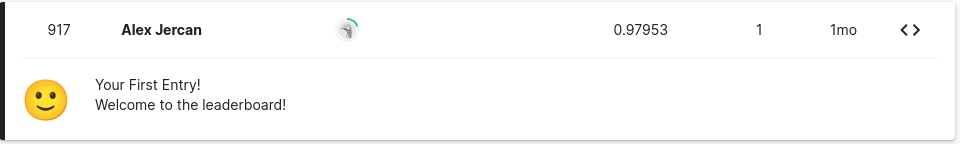 917 Alex Jercan 0.97953 1 1mo <>
Your First Entry!
Welcome to the leaderboard!